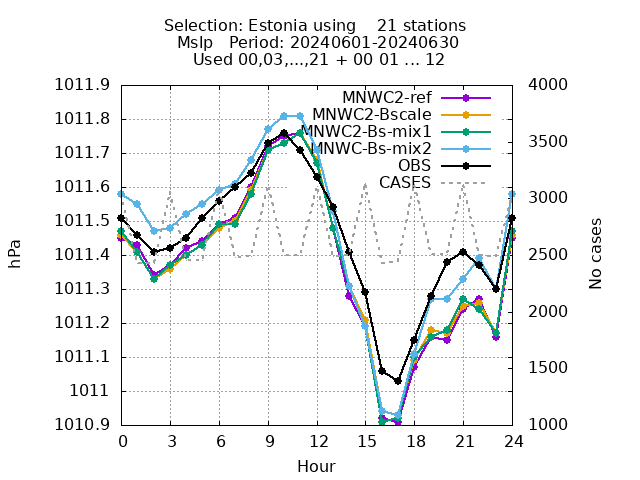 Selection: Estonia using    21 stations
Mslp   Period: 20240601-20240630
Used 00,03,...,21 + 00 01 ... 12
1011.9
1011.8
1011.7
1011.6
1011.5
1011.4
1011.3
1011.2
1011.1
1011
1010.9
hPa
MNWC2-ref
MNWC2-Bscale
MNWC2-Bs-mix1
MNWC-Bs-mix2
OBS
CASES
4000
3500
3000
2500
2000
1500
1000
No cases
0 3 6 9 12 15 18 21 24
Hour